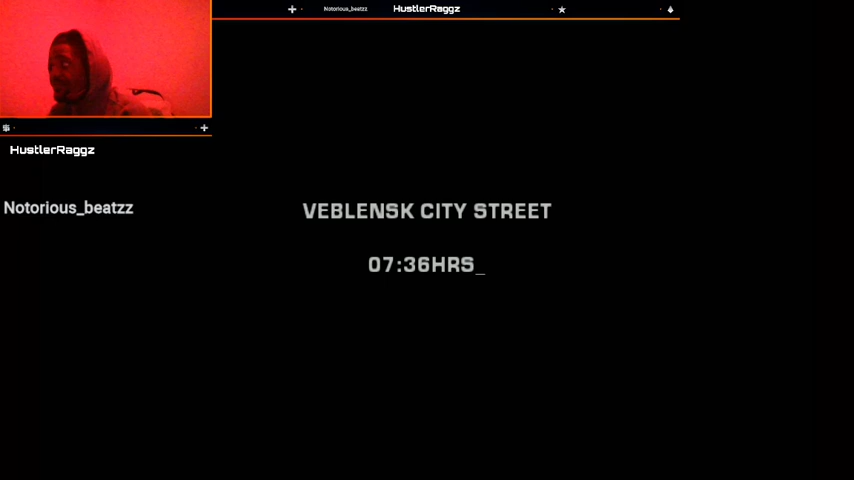 Notorious_beatzz
HustlerRaggz
HustlerRaggz
Notorious_beatzz
VEBLENSK CITY STREET
07:36HRS_